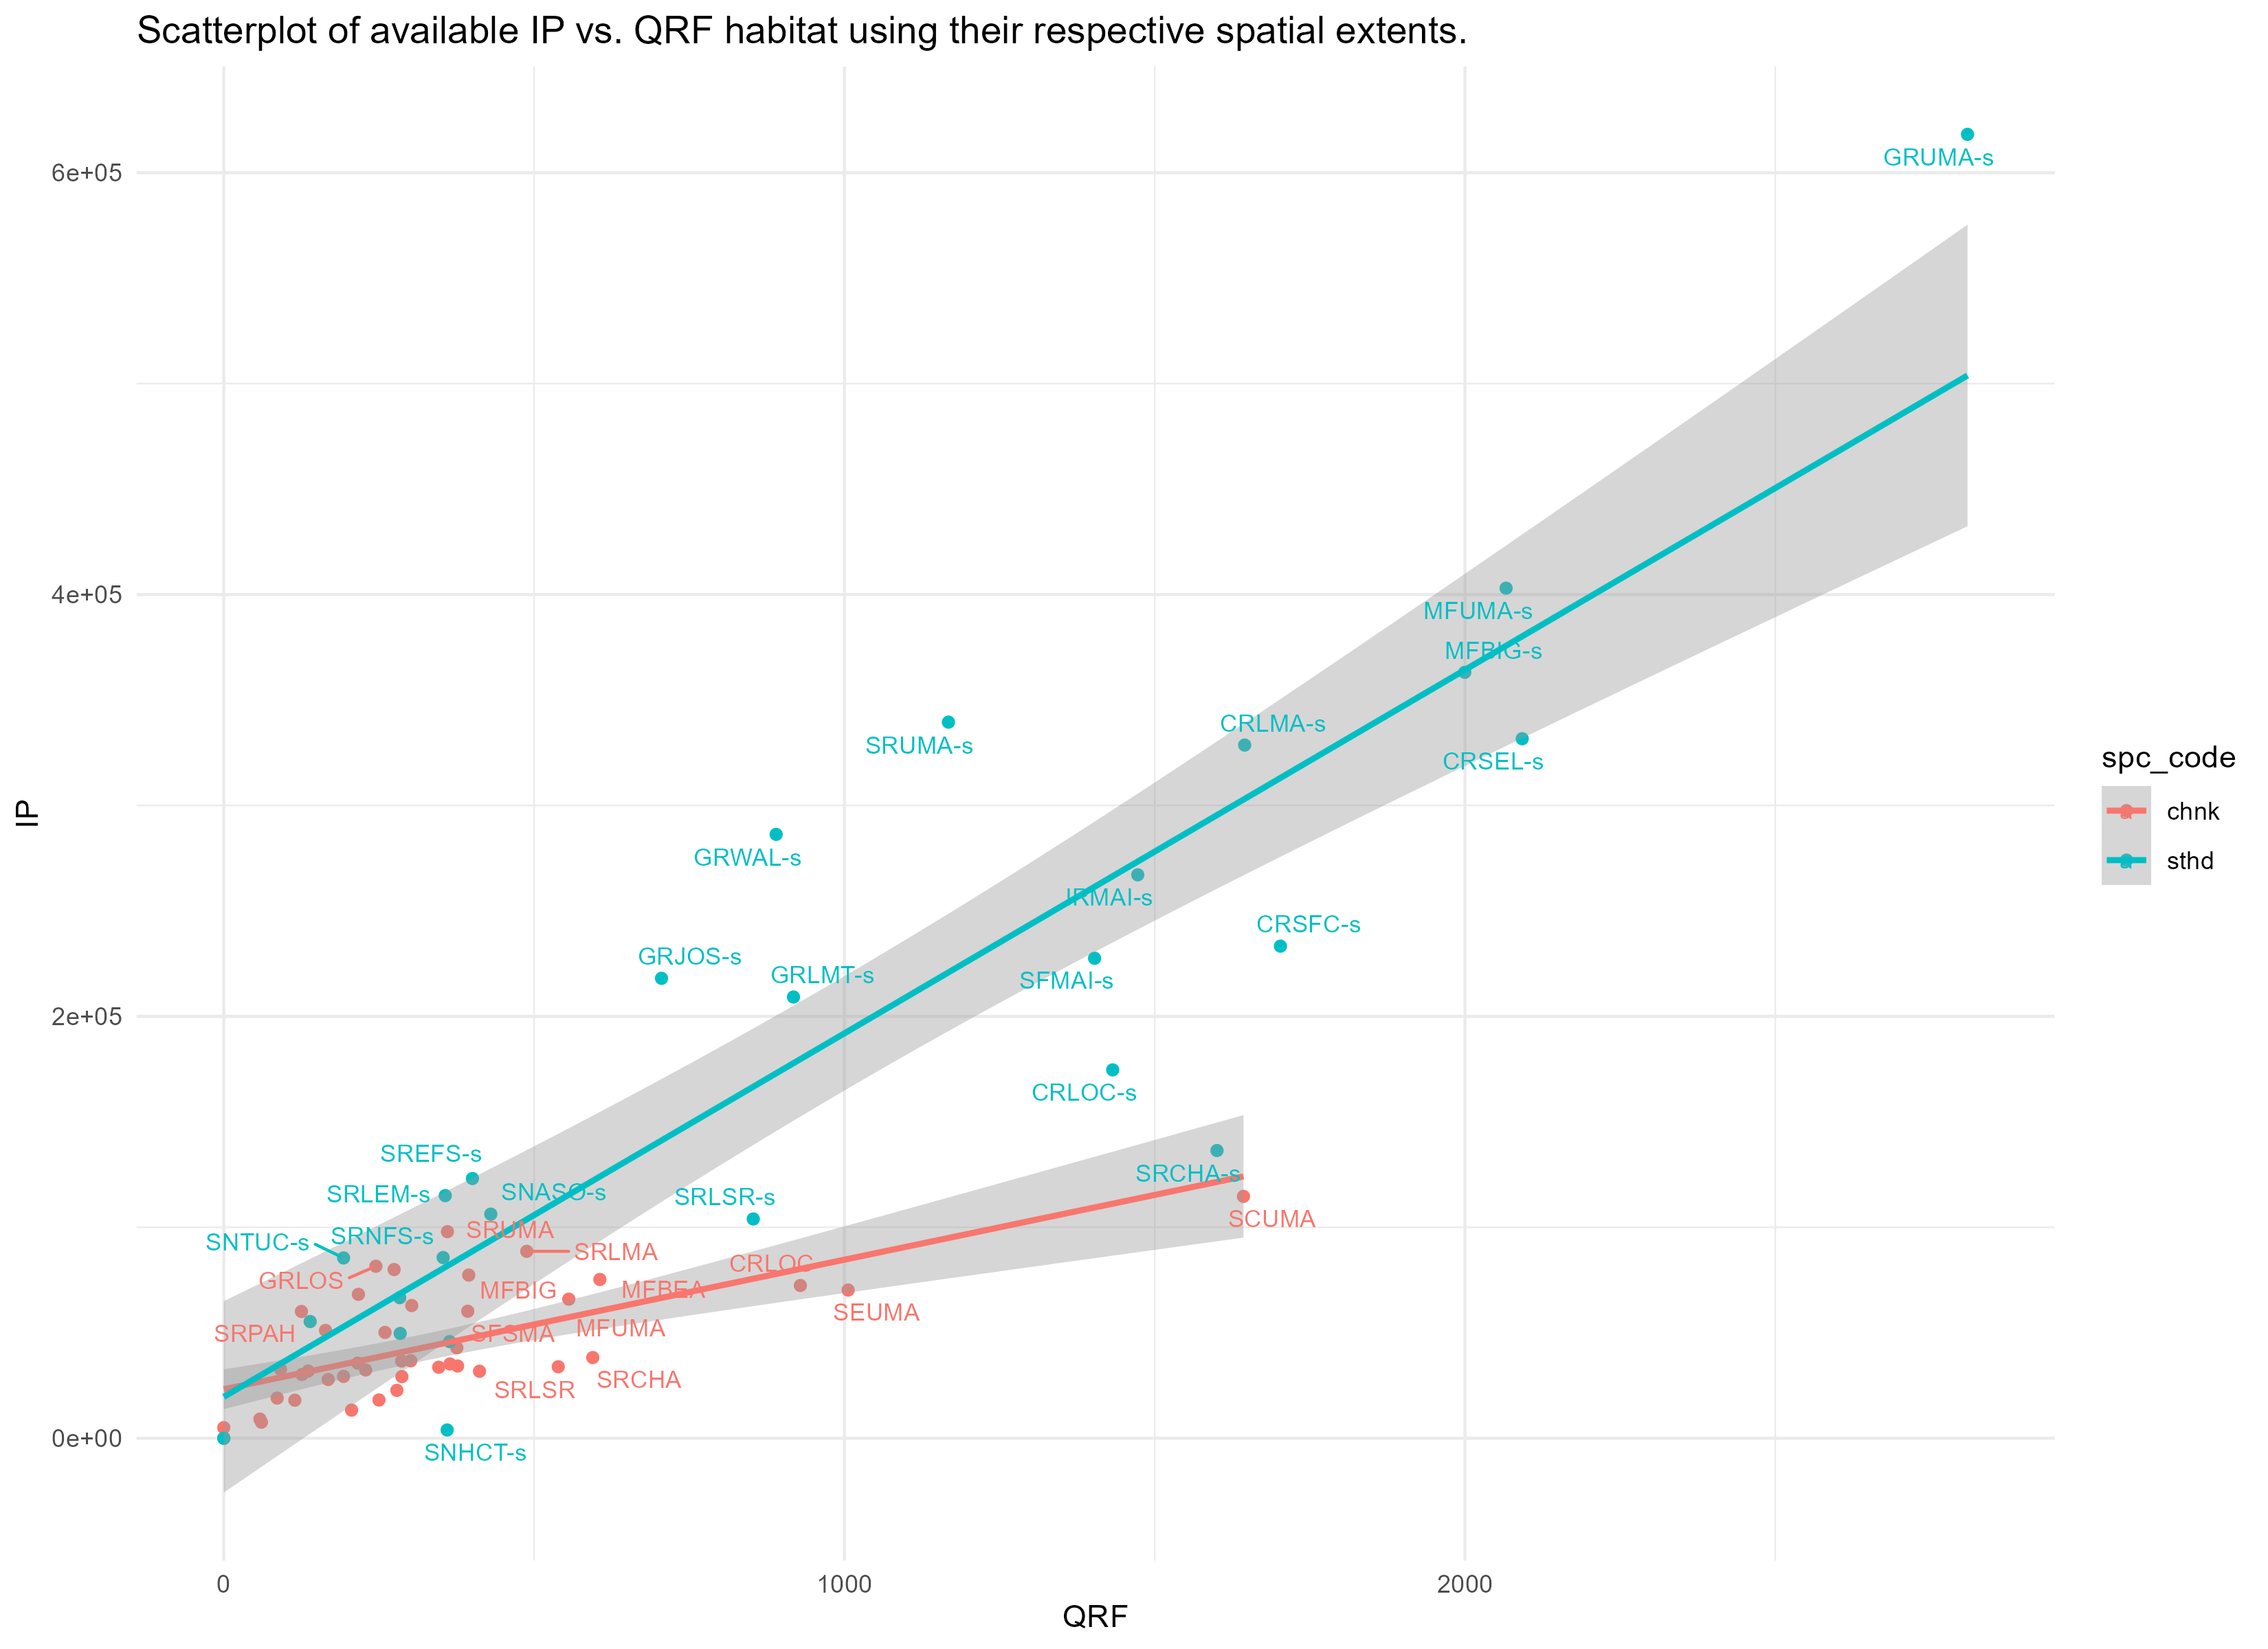 Scatterplot of available IP vs. QRF habitat using their respective spatial extents.
6e+05
4e+05
2e+05
0e+00
IP
GRUMA-s
MFUMA-s
MFBIG-s
CRLMA-s
SRUMA-s
CRSEL-s
GRWAL-s
IRMAI-s
CRSFC-s
GRJOS-s
GRLMT-s
SFMAI-s
CRLOC-s
SREFS-s
SRCHA-s
SRLEM-s
SNASO-s
SRLSR-s
SCUMA
SRUMA
SRNFS-s
SNTUC-s
SRLMA
CRLOC
GRLOS
MFBIG
MFBEA
SEUMA
SRPAH
SFSMA
MFUMA
SRCHA
SRLSR
SNHCT-s
0
1000
2000
QRF
spc_code
chnk
sthd